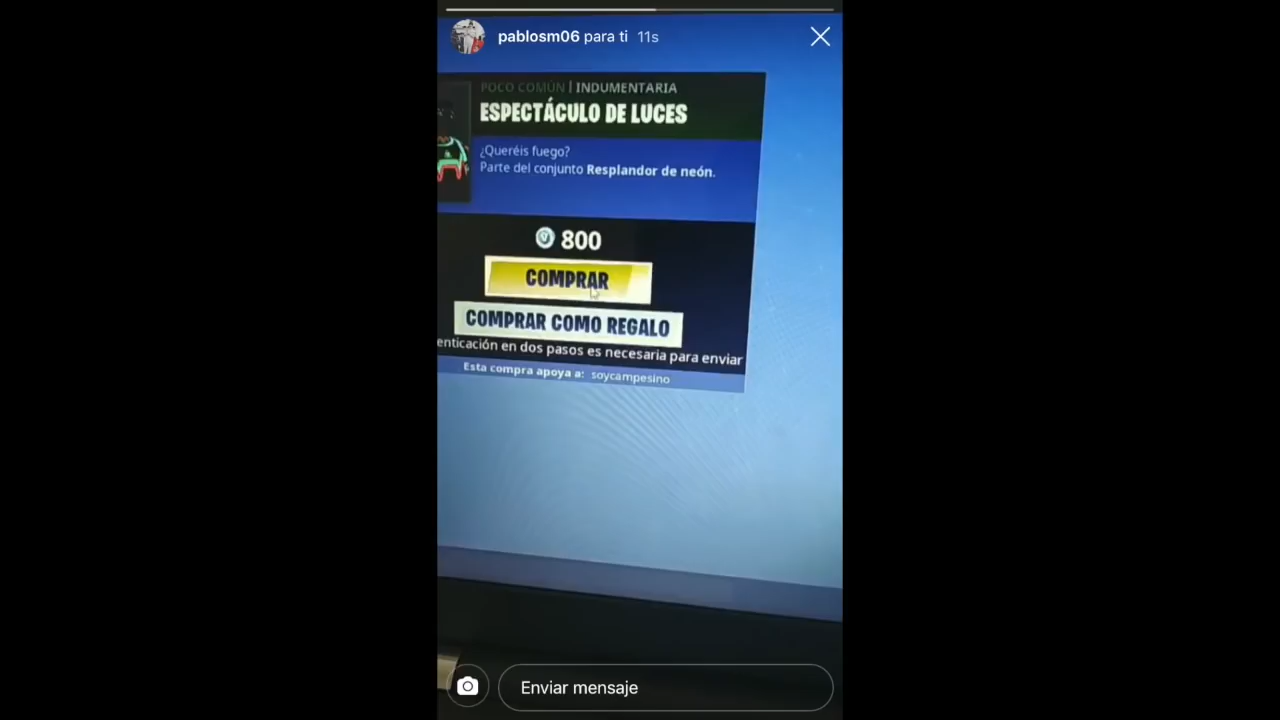 pablosm06 para ti 11s
POCO COMÚN | INDUMENTARIA
ESPECTÁCULO DE LUCES
¿Queréis fuego?
Parte del conjunto Resplandor de neón.
800
COMPRAR
COMPRAR COMO REGALO
enticación en dos pasos es necesaria para enviar
Esta compra apoya a: soycampesino
Enviar mensaje